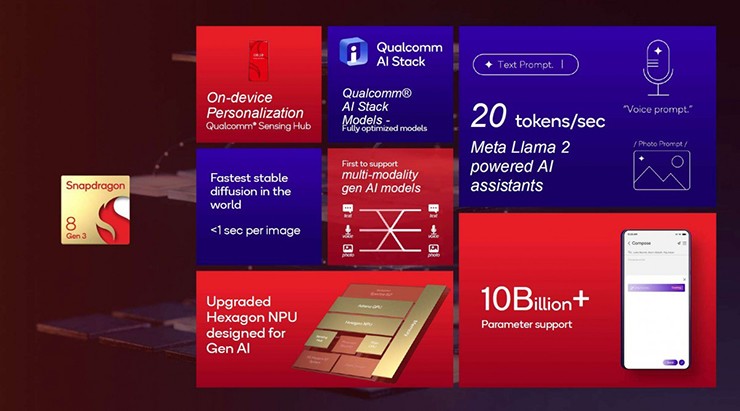 Snapdragon
8
Gen 3
On-device
Personalization
Qualcomm® Sensing Hub
Qualcomm
AI Stack
Qualcomm®
AI Stack
Models -
Fully optimized models
Text Prompt.
"Voice prompt."
20 tokens/sec
Meta Llama 2
powered AI
assistants
/ Photo Prompt /
Fastest stable
diffusion in the
world
<1 sec per image
First to support
multi-modality
gen AI models
text
text
voice
voice
photo
photo
Upgraded
Hexagon NPU
designed for
Gen AI
Adreno GPU
Hexagon NPU
Memory
10Billion+
Parameter support
Compose